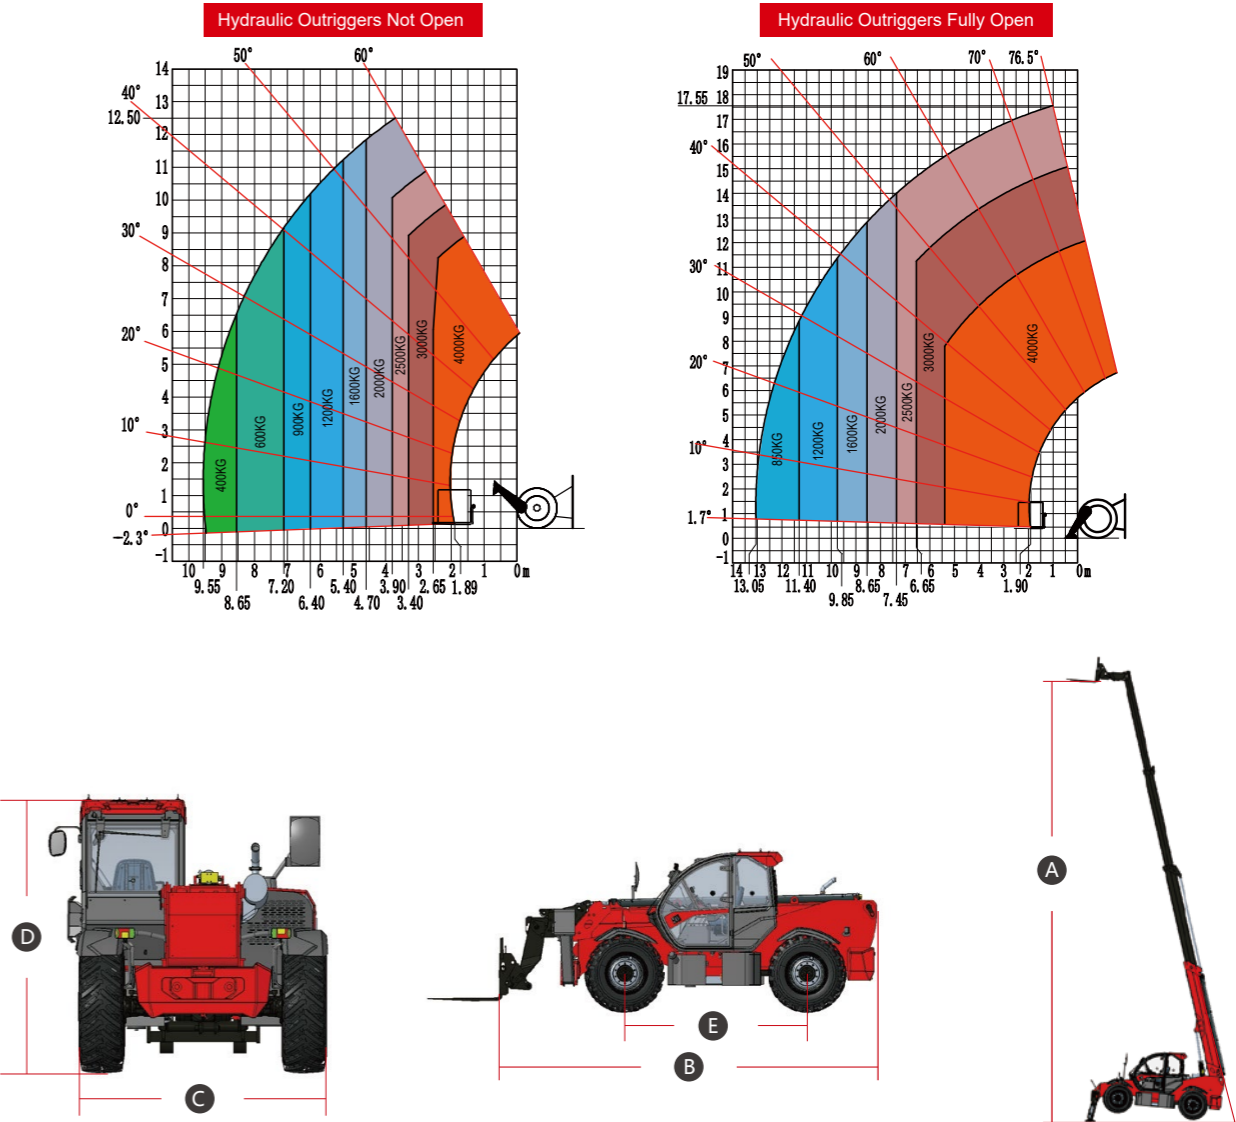 Hydraulic Outriggers Not Open
Hydraulic Outriggers Fully Open
50°
60°
14
40°
13
12.50
12
11
10
30°
9
8
7
6
20°
5
4
10°
3
2
1
0°
0
-2.3°
-1
400KG
600KG
900KG
1200KG
1600KG
2000KG
2500KG
3000KG
4000KG
10 9 8 7 6 5 4 3 2 1 0m
9.55 7.20 5.40 3.90 2.65 1.89
8.65 6.40 4.70 3.40
50°
60°
70°
76.5°
19
17.55 18
17
16
40°
15
14
13
12
30°
11
10
9
8
20°
7
6
5
10°
4
3
2
1.7°
1
0
-1
850KG
1200KG
1600KG
2000KG
2500KG
3000KG
4000KG
14 13 12 11 10 9 8 7 6 5 4 3 2 1 0m
13.05 11.40 8.65 6.65 1.90
9.85 7.45
A
D
E
B
C